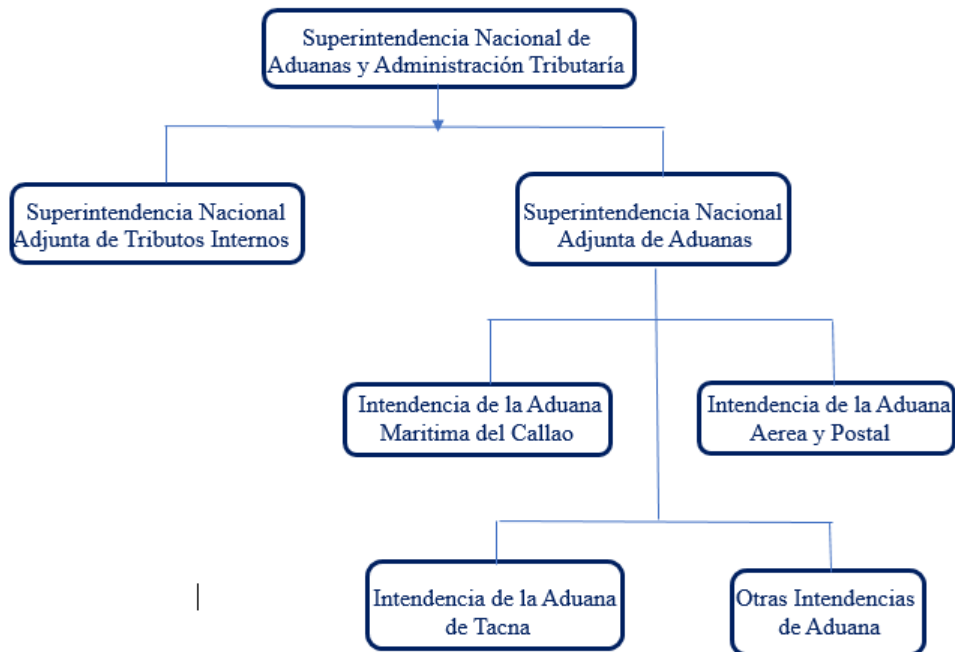 Superintendencia Nacional de
Aduanas y Administración Tributaría
Superintendencia Nacional
Adjunta de Tributos Internos
Superintendencia Nacional
Adjunta de Aduanas
Intendencia de la Aduana
Maritima del Callao
Intendencia de la Aduana
Aerea y Postal
Intendencia de la Aduana
de Tacna
Otras Intendencias
de Aduana